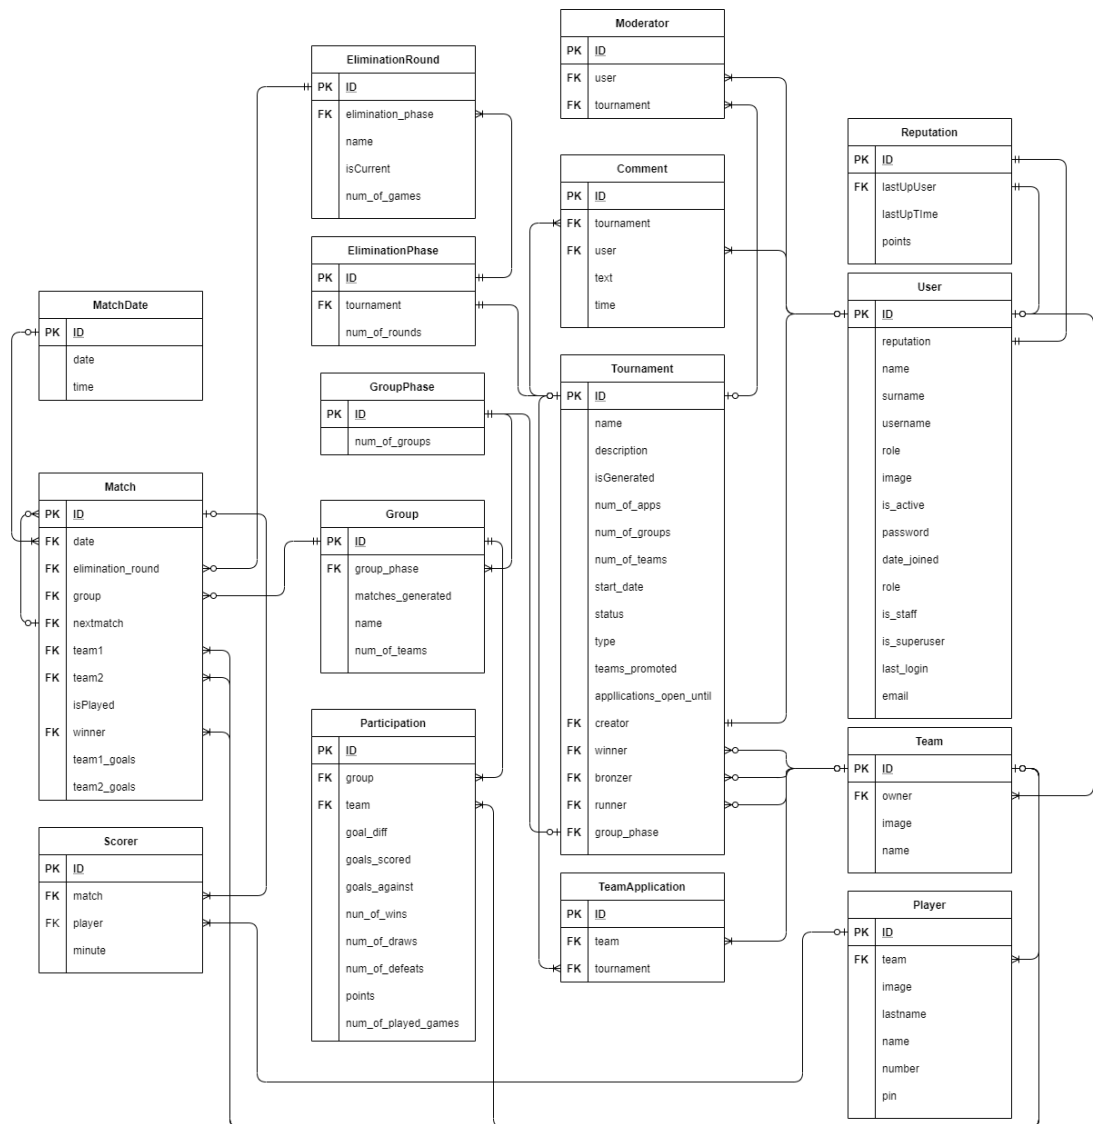 Moderator
PK ID
FK user
FK tournament
EliminationRound
PK ID
FK elimination_phase
name
isCurrent
num_of_games
Reputation
PK ID
FK lastUpUser
lastUpTIme
points
Comment
PK ID
FK tournament
FK user
text
time
EliminationPhase
PK ID
FK tournament
num_of_rounds
User
PK ID
reputation
name
surname
username
role
image
is_active
password
date_joined
role
is_staff
is_superuser
last_login
email
MatchDate
PK ID
date
time
Tournament
PK ID
name
description
isGenerated
num_of_apps
num_of_groups
num_of_teams
start_date
status
type
teams_promoted
applications_open_until
FK creator
FK winner
FK bronzer
FK runner
FK group_phase
GroupPhase
PK ID
num_of_groups
Match
PK ID
FK date
FK elimination_round
FK group
FK nextmatch
FK team1
FK team2
isPlayed
FK winner
team1_goals
team2_goals
Group
PK ID
FK group_phase
matches_generated
name
num_of_teams
Participation
PK ID
FK group
FK team
goal_diff
goals_scored
goals_against
nun_of_wins
num_of_draws
num_of_defeats
points
num_of_played_games
Team
PK ID
FK owner
image
name
Scorer
PK ID
FK match
FK player
minute
TeamApplication
PK ID
FK team
FK tournament
Player
PK ID
FK team
image
lastname
name
number
pin